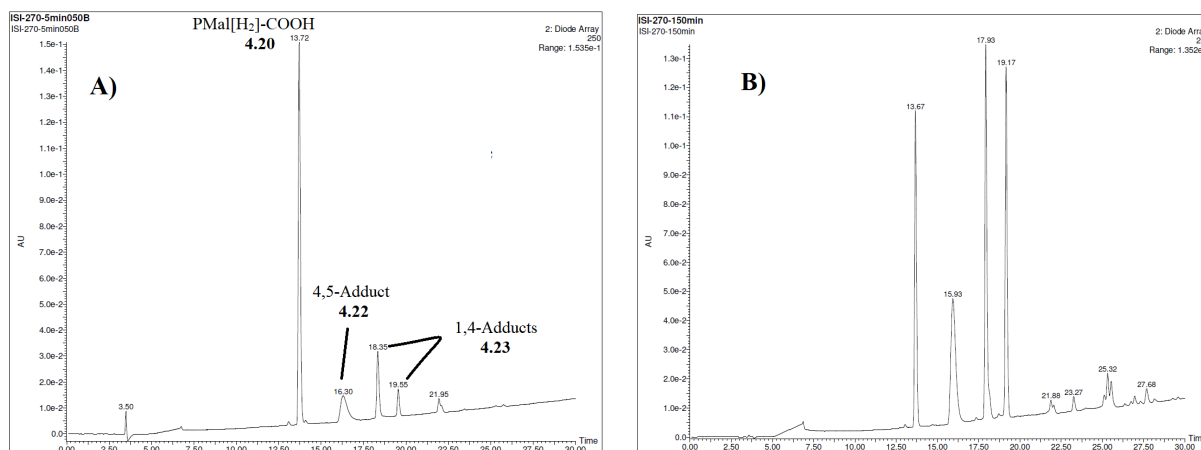 ISI-270-5min050B
ISI-270-5min050B
PMal[H₂]-COOH
4.20
2: Diode Array
250
Range: 1.535e-1
A)
13.72
1.5e-1
1.4e-1
1.3e-1
1.2e-1
1.1e-1
1.0e-1
9.0e-2
8.0e-2
7.0e-2
6.0e-2
5.0e-2
4.0e-2
3.0e-2
2.0e-2
1.0e-2
0.0
AU
4,5-Adduct
4.22
1,4-Adducts
4.23
3.50
16.30
18.35
19.55
21.95
Time
0.00
2.50
5.00
7.50
10.00
12.50
15.00
17.50
20.00
22.50
25.00
27.50
30.00
ISI-270-150min
ISI-270-150min
2: Diode Array
Range: 1.352e
B)
17.93
19.17
13.67
15.93
1.3e-1
1.2e-1
1.1e-1
1.0e-1
9.0e-2
8.0e-2
7.0e-2
6.0e-2
5.0e-2
4.0e-2
3.0e-2
2.0e-2
1.0e-2
0.0
AU
21.88
23.27
25.32
27.68
Time
0.00
2.50
5.00
7.50
10.00
12.50
15.00
17.50
20.00
22.50
25.00
27.50
30.00